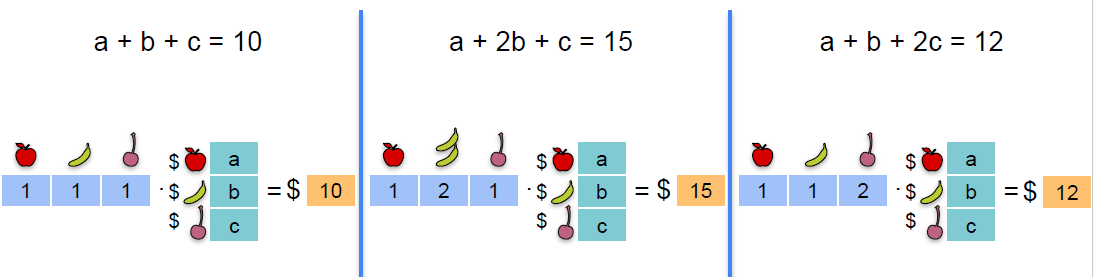 a + b + c = 10
1 1 1 · $ a $ b $ c = $ 10
a + 2b + c = 15
1 2 1 · $ a $ b $ c = $ 15
a + b + 2c = 12
1 1 2 · $ a $ b $ c = $ 12